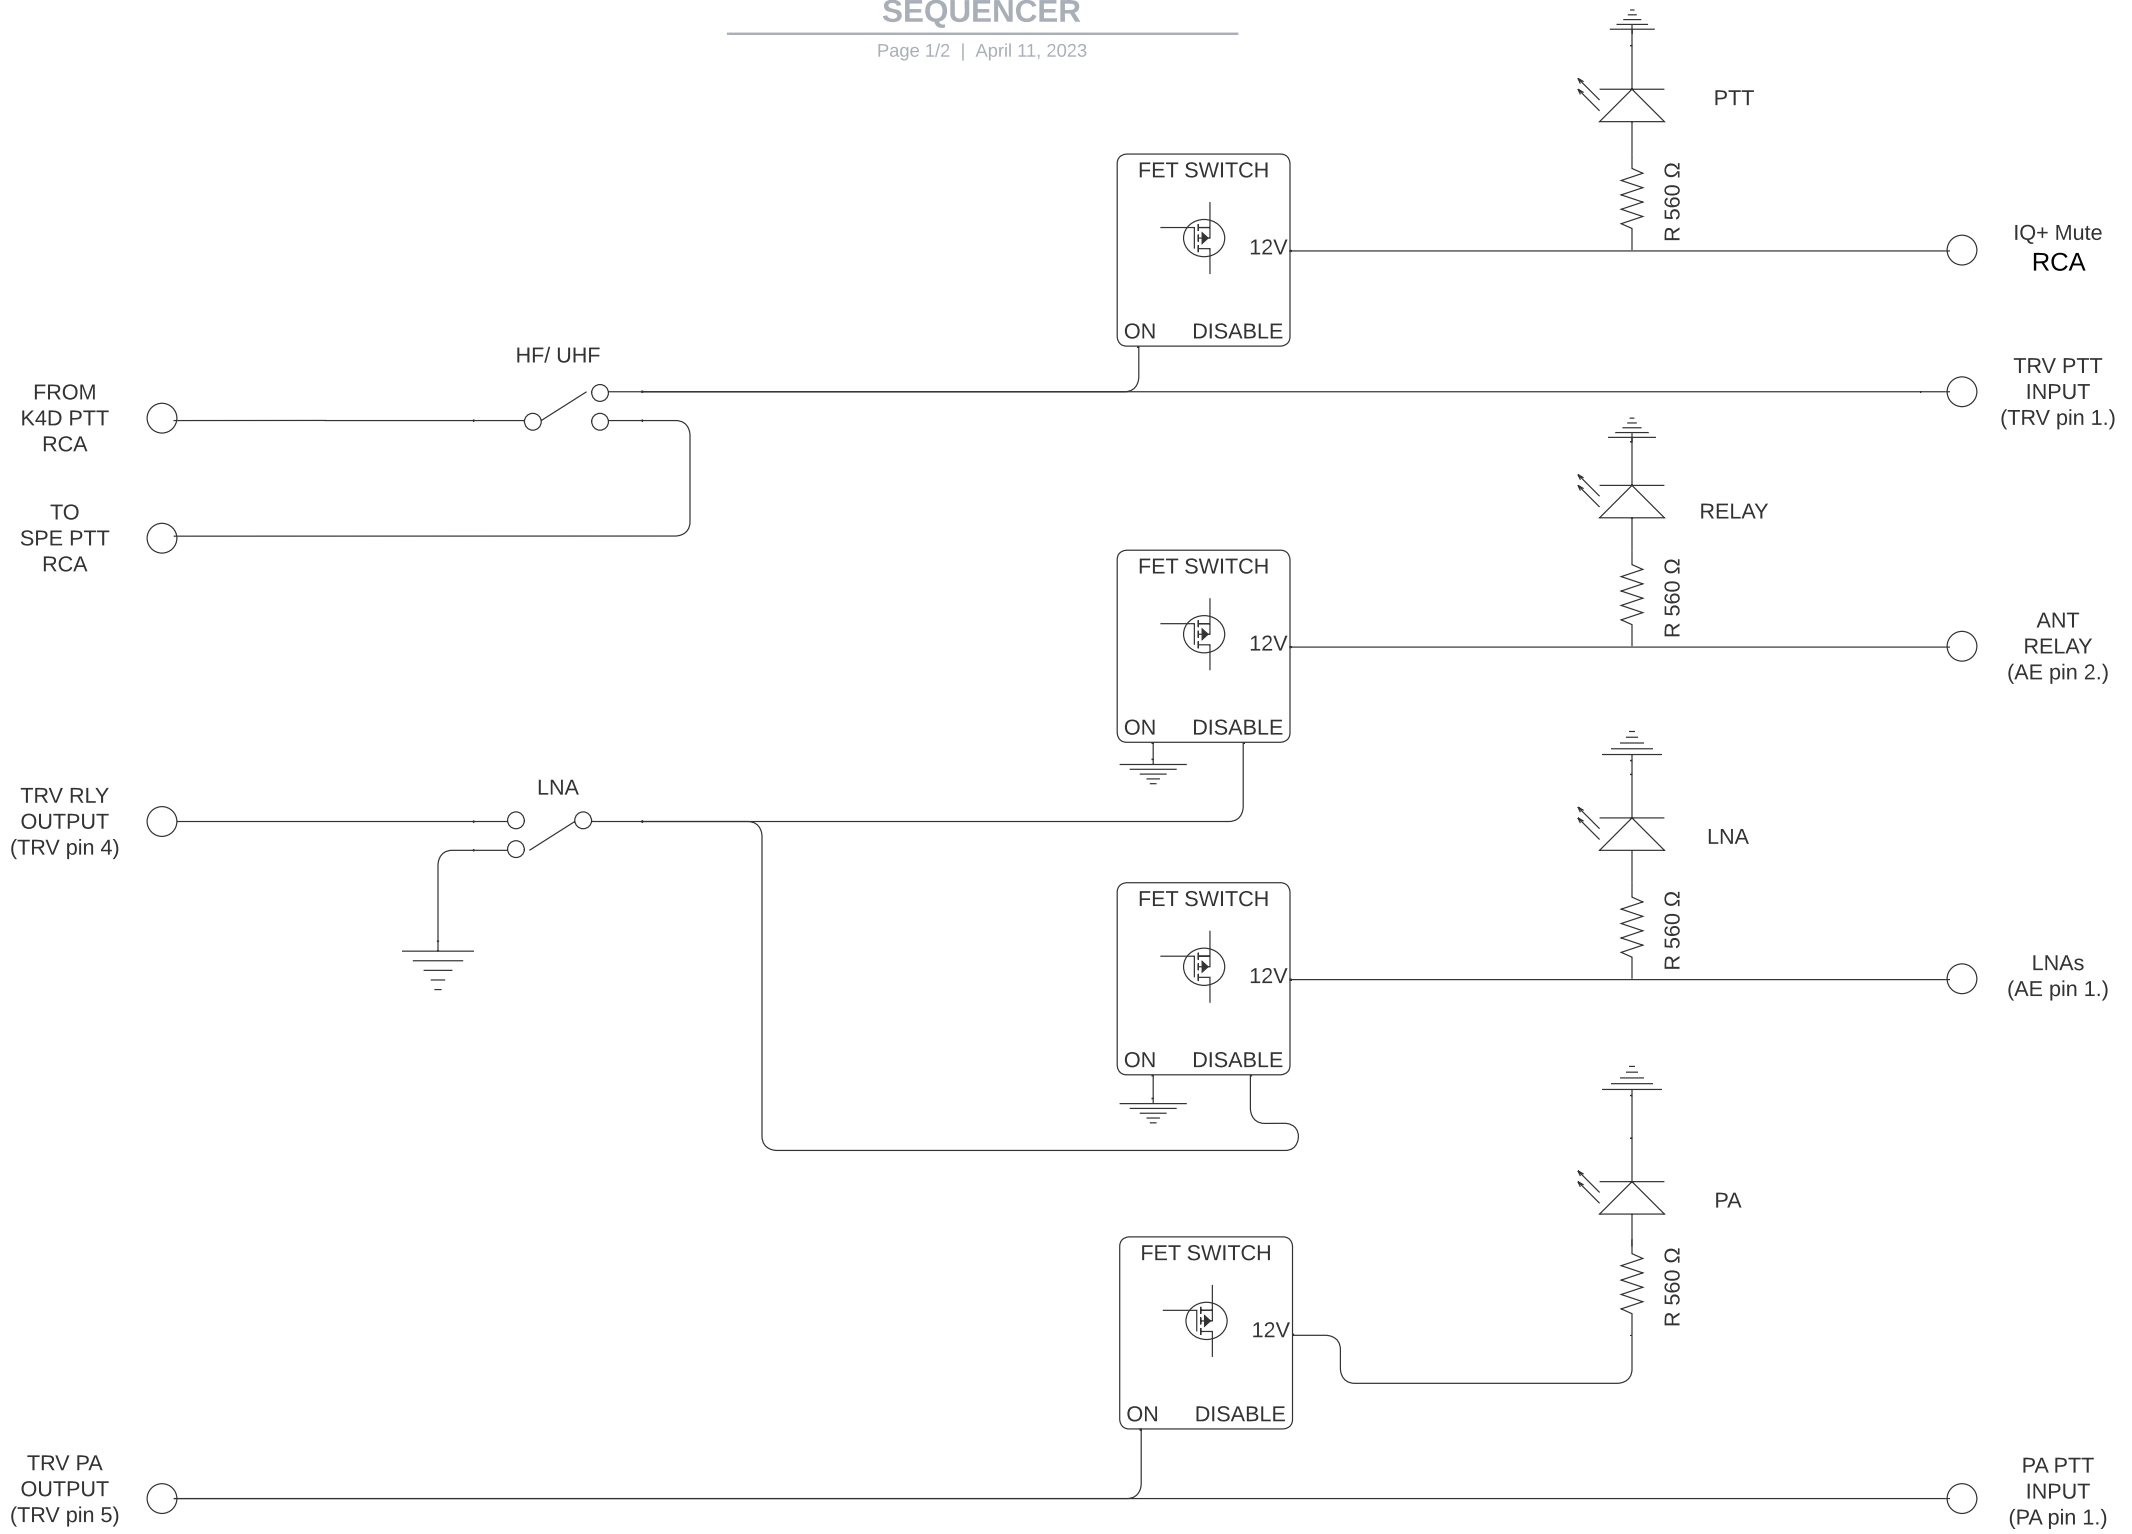 SEQUENCER
Page 1/2 | April 11, 2023
PTT
FET SWITCH
R 560 Ω
12V
IQ+ Mute
RCA
ON DISABLE
HF/ UHF
FROM
K4D PTT
RCA
TRV PTT
INPUT
(TRV pin 1.)
TO
SPE PTT
RCA
RELAY
FET SWITCH
R 560 Ω
12V
ANT
RELAY
(AE pin 2.)
ON DISABLE
TRV RLY
OUTPUT
(TRV pin 4)
LNA
LNA
FET SWITCH
R 560 Ω
12V
LNAs
(AE pin 1.)
ON DISABLE
PA
FET SWITCH
R 560 Ω
12V
ON DISABLE
TRV PA
OUTPUT
(TRV pin 5)
PA PTT
INPUT
(PA pin 1.)